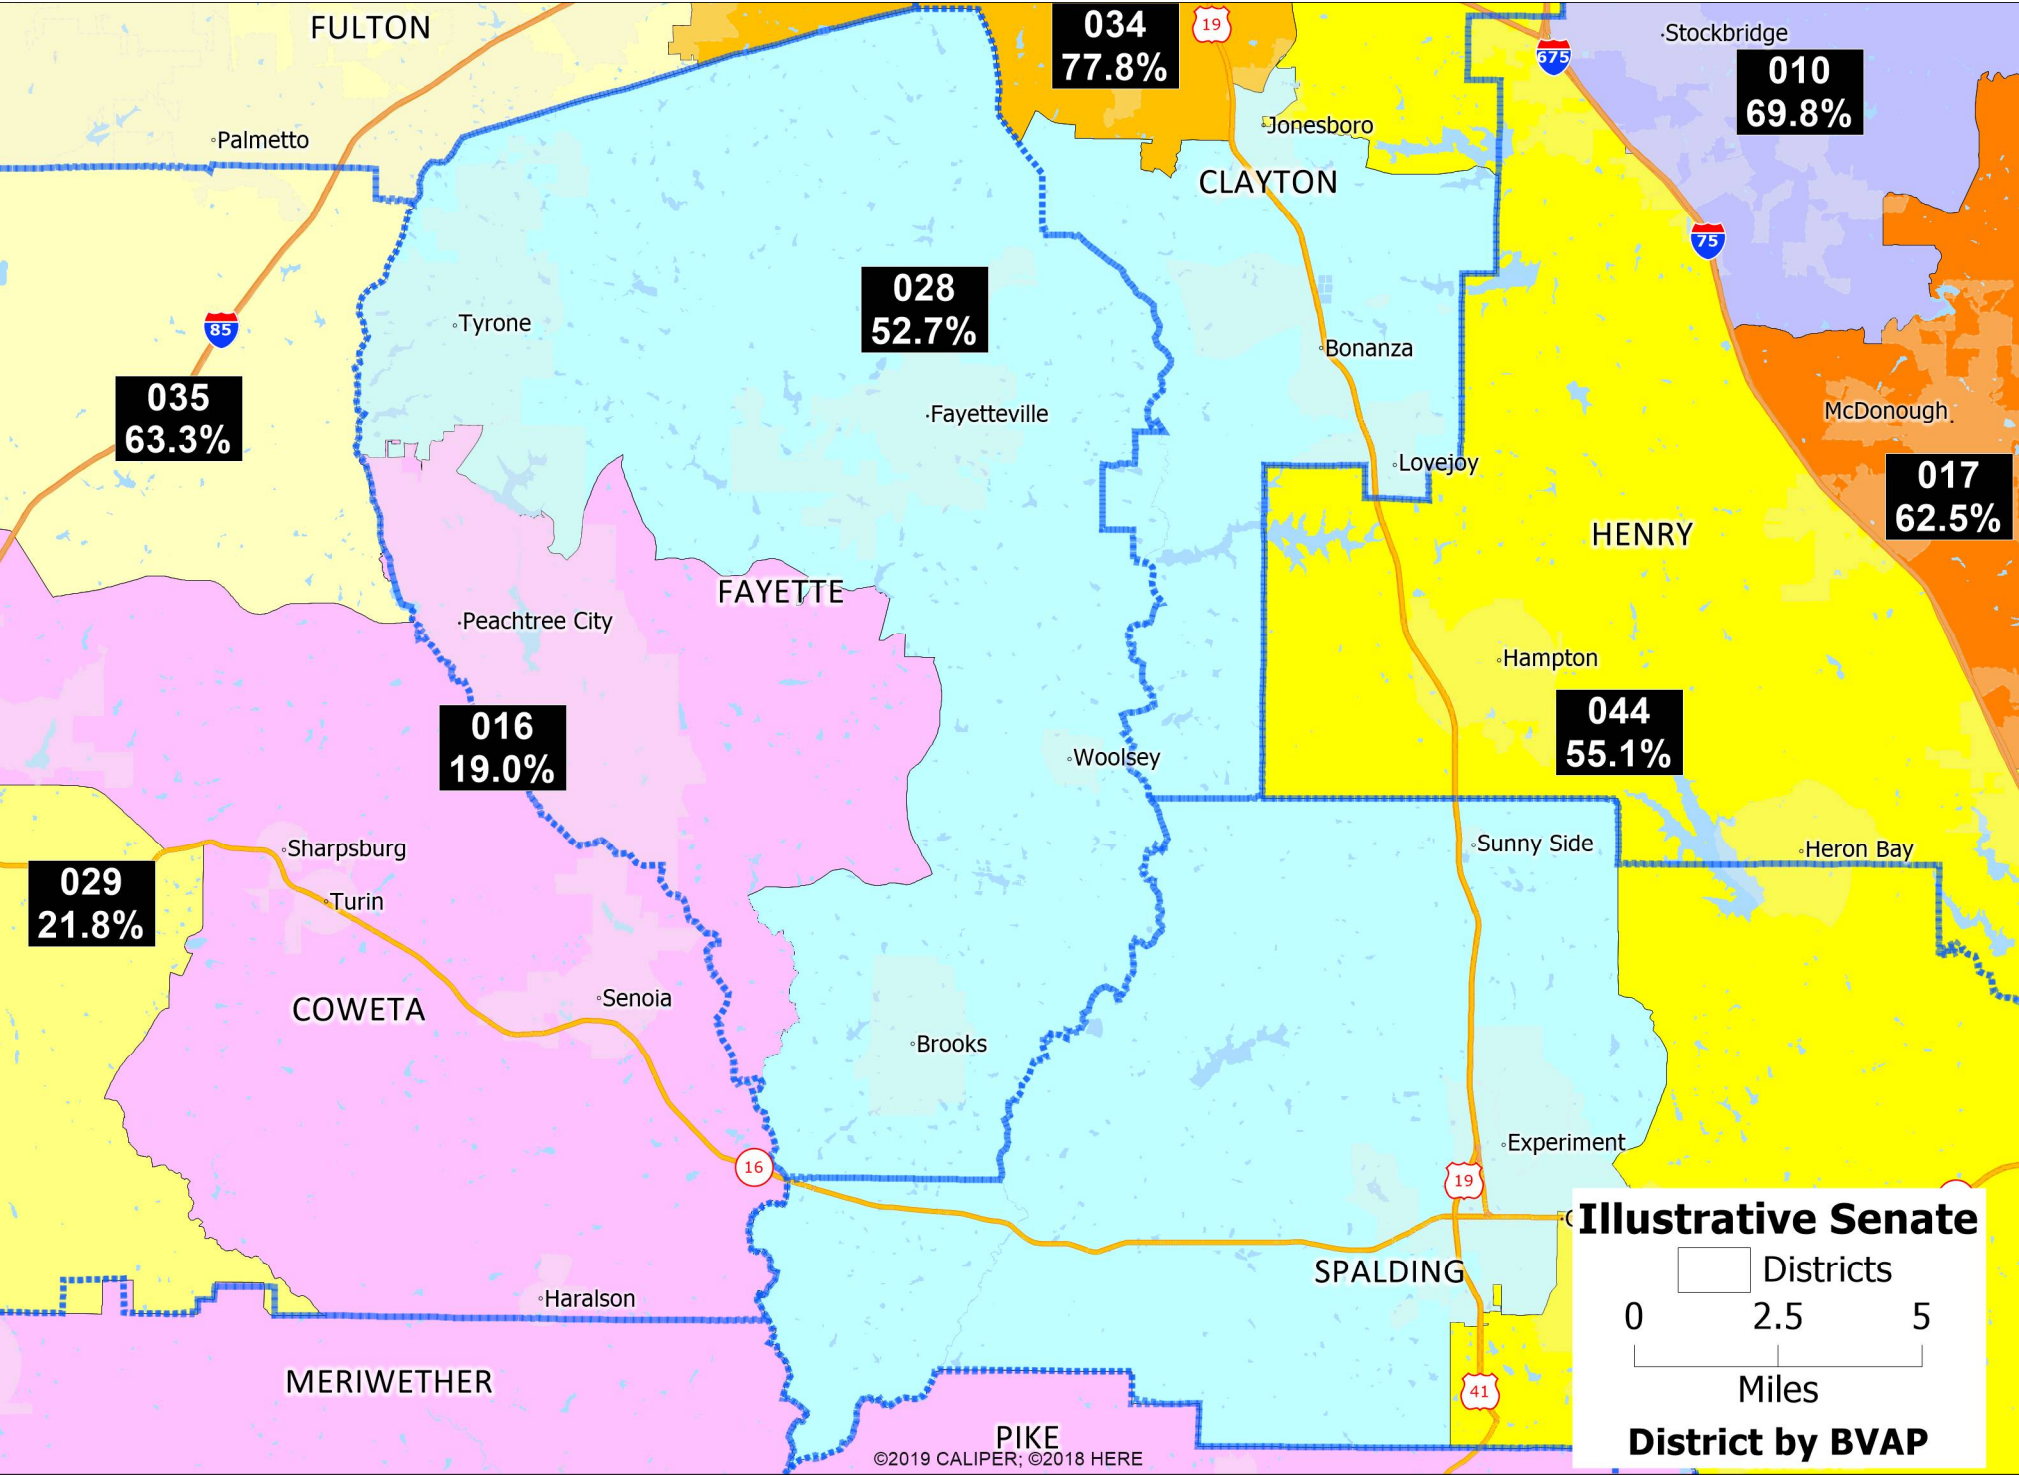 FULTON
034
77.8%
19
675
Stockbridge
010
69.8%
Palmetto
Jonesboro
CLAYTON
75
028
52.7%
Tyrone
85
Bonanza
035
63.3%
Fayetteville
McDonough
Lovejoy
017
62.5%
HENRY
FAYETTE
Peachtree City
Hampton
016
19.0%
044
55.1%
Woolsey
Sharpsburg
Sunny Side
Heron Bay
029
21.8%
Turin
Senoia
COWETA
Brooks
Experiment
16
19
SPALDING
Haralson
MERIWETHER
41
PIKE
©2019 CALIPER; ©2018 HERE
Illustrative Senate
Districts
0 2.5 5
Miles
District by BVAP